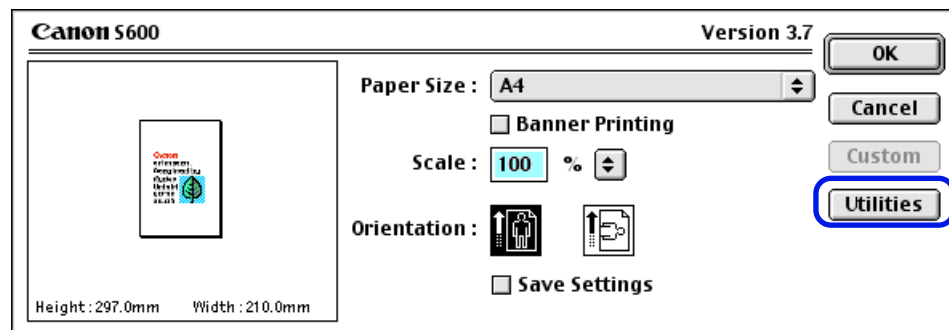 Canon S600
Version 3.7
OK
Paper Size :
A4
Cancel
Banner Printing
Custom
Scale :
100
%
Utilities
Orientation :
Save Settings
Canon
Height :297.0mm
Width :210.0mm